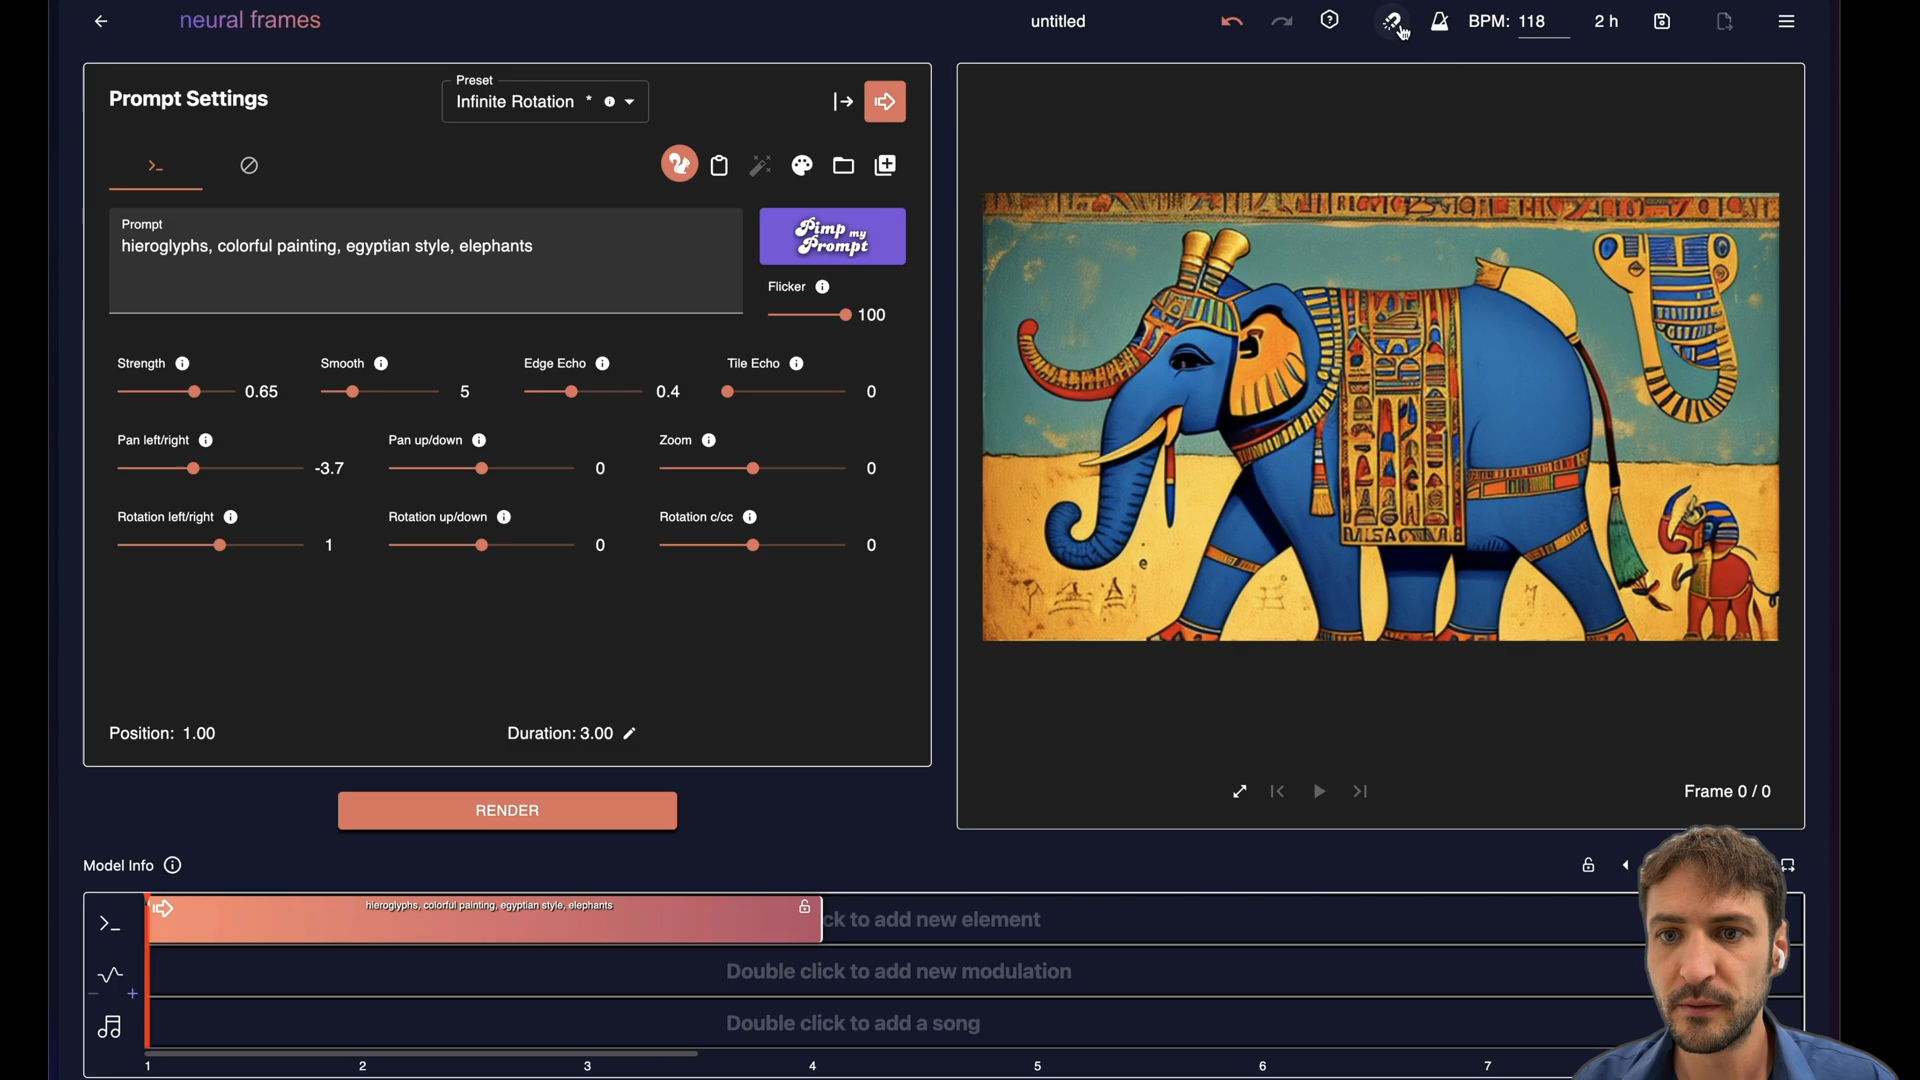 neural frames
untitled
BPM: 118
2 h
Prompt Settings
Preset
Infinite Rotation *
Prompt
hieroglyphs, colorful painting, egyptian style, elephants
Pimp my Prompt
Flicker
100
Strength
0.65
Smooth
5
Edge Echo
0.4
Tile Echo
0
Pan left/right
-3.7
Pan up/down
0
Zoom
0
Rotation left/right
1
Rotation up/down
0
Rotation c/cc
0
Position: 1.00
Duration: 3.00
RENDER
Frame 0 / 0
Model Info
hieroglyphs, colorful painting, egyptian style, elephants
ck to add new element
Double click to add new modulation
Double click to add a song
1 2 3 4 5 6 7